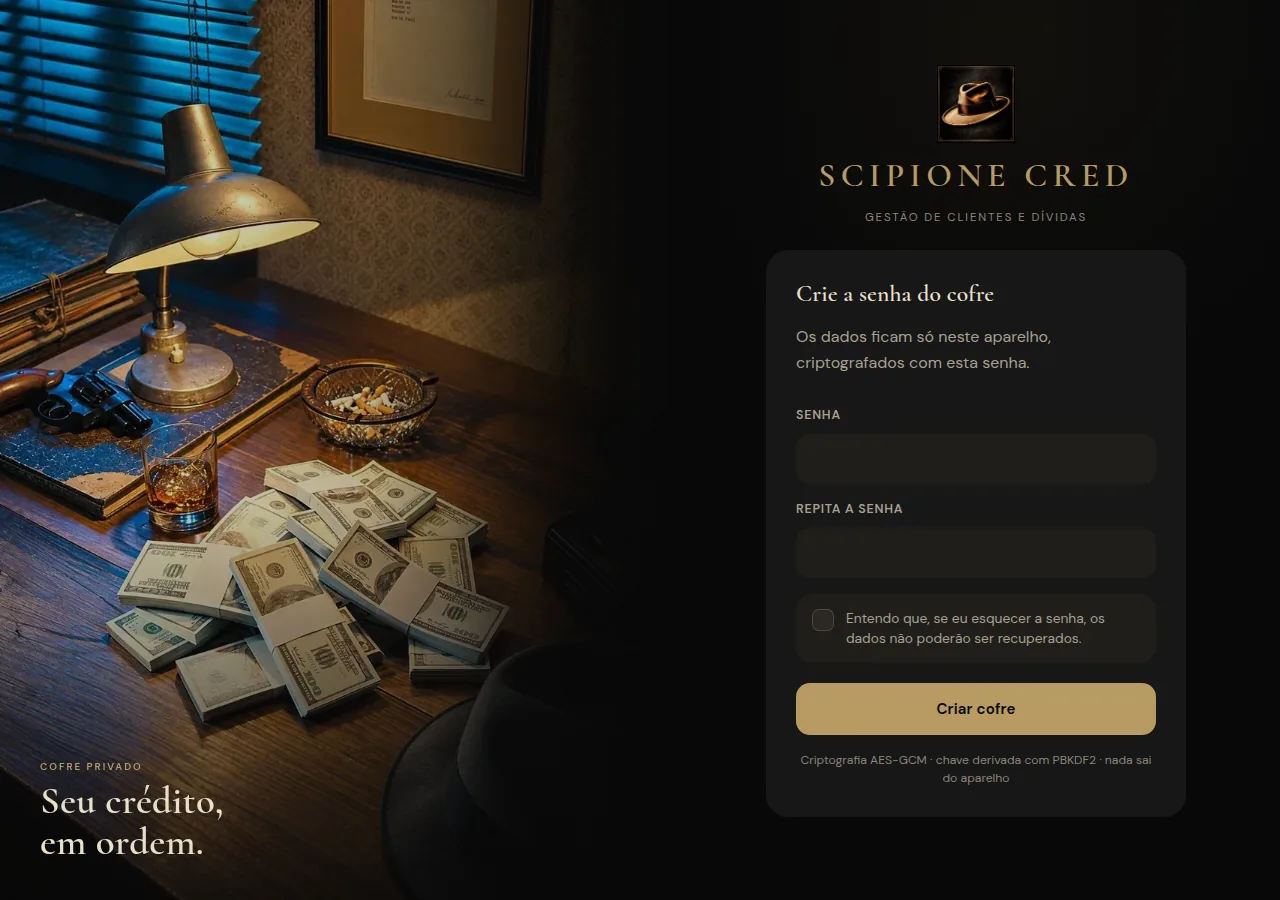 SCIPIONE CRED
GESTÃO DE CLIENTES E DÍVIDAS
Crie a senha do cofre
Os dados ficam só neste aparelho,
criptografados com esta senha.
SENHA
REPITA A SENHA
Entendo que, se eu esquecer a senha, os
dados não poderão ser recuperados.
Criar cofre
Criptografia AES-GCM · chave derivada com PBKDF2 · nada sai
do aparelho
COFRE PRIVADO
Seu crédito,
em ordem.